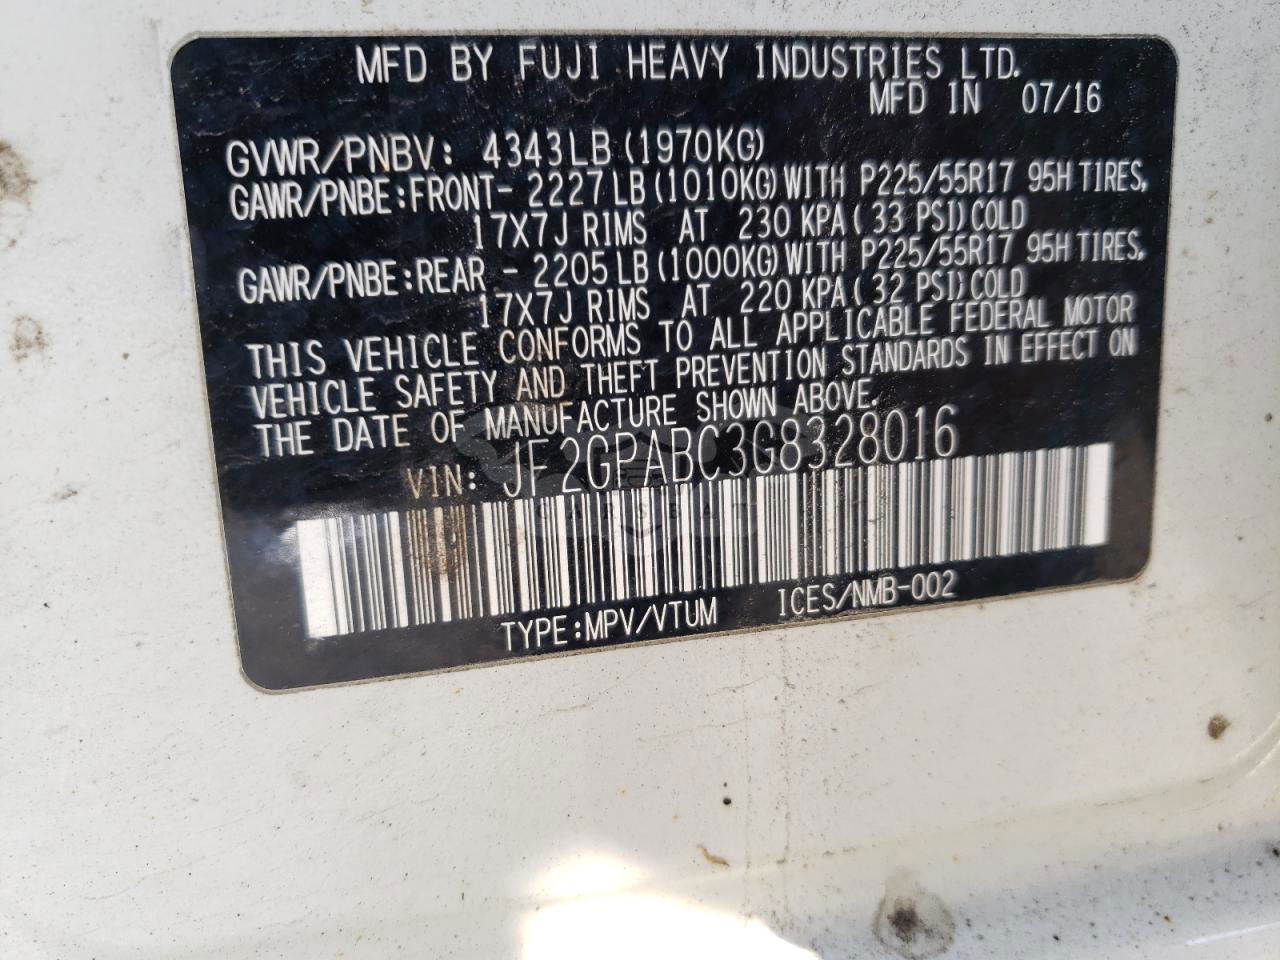 MFD BY FUJI HEAVY INDUSTRIES LTD.
MFD IN 07/16
GVWR/PNBV: 4343LB (1970KG)
GAWR/PNBE:FRONT- 2227LB (1010KG) WITH P225/55R17 95H TIRES,
17X7J RIMS AT 230 KPA ( 33 PSI) COLD
GAWR/PNBE:REAR - 2205LB (1000KG) WITH P225/55R17 95H TIRES,
17X7J RIMS AT 220 KPA ( 32 PSI) COLD
THIS VEHICLE CONFORMS TO ALL APPLICABLE FEDERAL MOTOR
VEHICLE SAFETY AND THEFT PREVENTION STANDARDS IN EFFECT ON
THE DATE OF MANUFACTURE SHOWN ABOVE.
VIN: JF2GPABC3G8328016
CARSBAT
TYPE:MPV/VTUM ICES/NMB-002